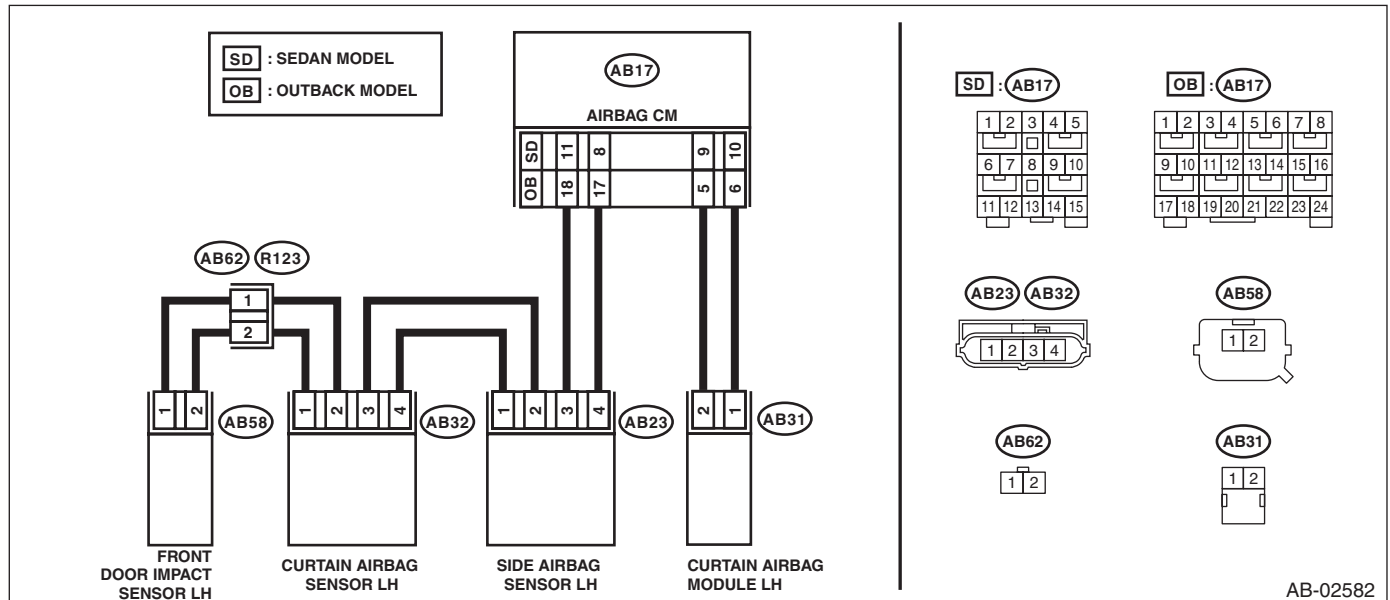 SD : SEDAN MODEL
OB : OUTBACK MODEL
AB17
AIRBAG CM
SD 11 8 9 10
OB 18 17 5 6
AB62 R123
1
2
1 2 AB58
1 2 3 4 AB32
1 2 3 4 AB23
2 1 AB31
FRONT
DOOR IMPACT
SENSOR LH
CURTAIN AIRBAG
SENSOR LH
SIDE AIRBAG
SENSOR LH
CURTAIN AIRBAG
MODULE LH
SD : AB17
1 2 3 4 5
6 7 8 9 10
11 12 13 14 15
OB : AB17
1 2 3 4 5 6 7 8
9 10 11 12 13 14 15 16
17 18 19 20 21 22 23 24
AB23 AB32
1 2 3 4
AB58
1 2
AB62
1 2
AB31
1 2
AB-02582